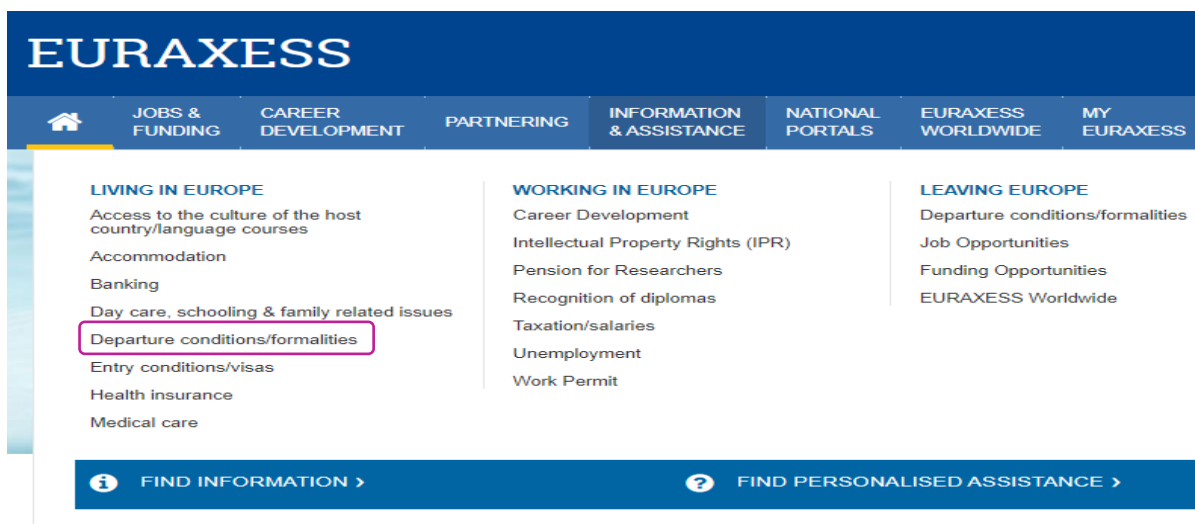 EURAXESS
JOBS &
FUNDING
CAREER
DEVELOPMENT
PARTNERING
INFORMATION
& ASSISTANCE
NATIONAL
PORTALS
EURAXESS
WORLDWIDE
MY
EURAXESS
LIVING IN EUROPE
Access to the culture of the host
country/language courses
Accommodation
Banking
Day care, schooling & family related issues
Departure conditions/formalities
Entry conditions/visas
Health insurance
Medical care
WORKING IN EUROPE
Career Development
Intellectual Property Rights (IPR)
Pension for Researchers
Recognition of diplomas
Taxation/salaries
Unemployment
Work Permit
LEAVING EUROPE
Departure conditions/formalities
Job Opportunities
Funding Opportunities
EURAXESS Worldwide
FIND INFORMATION >
FIND PERSONALISED ASSISTANCE >